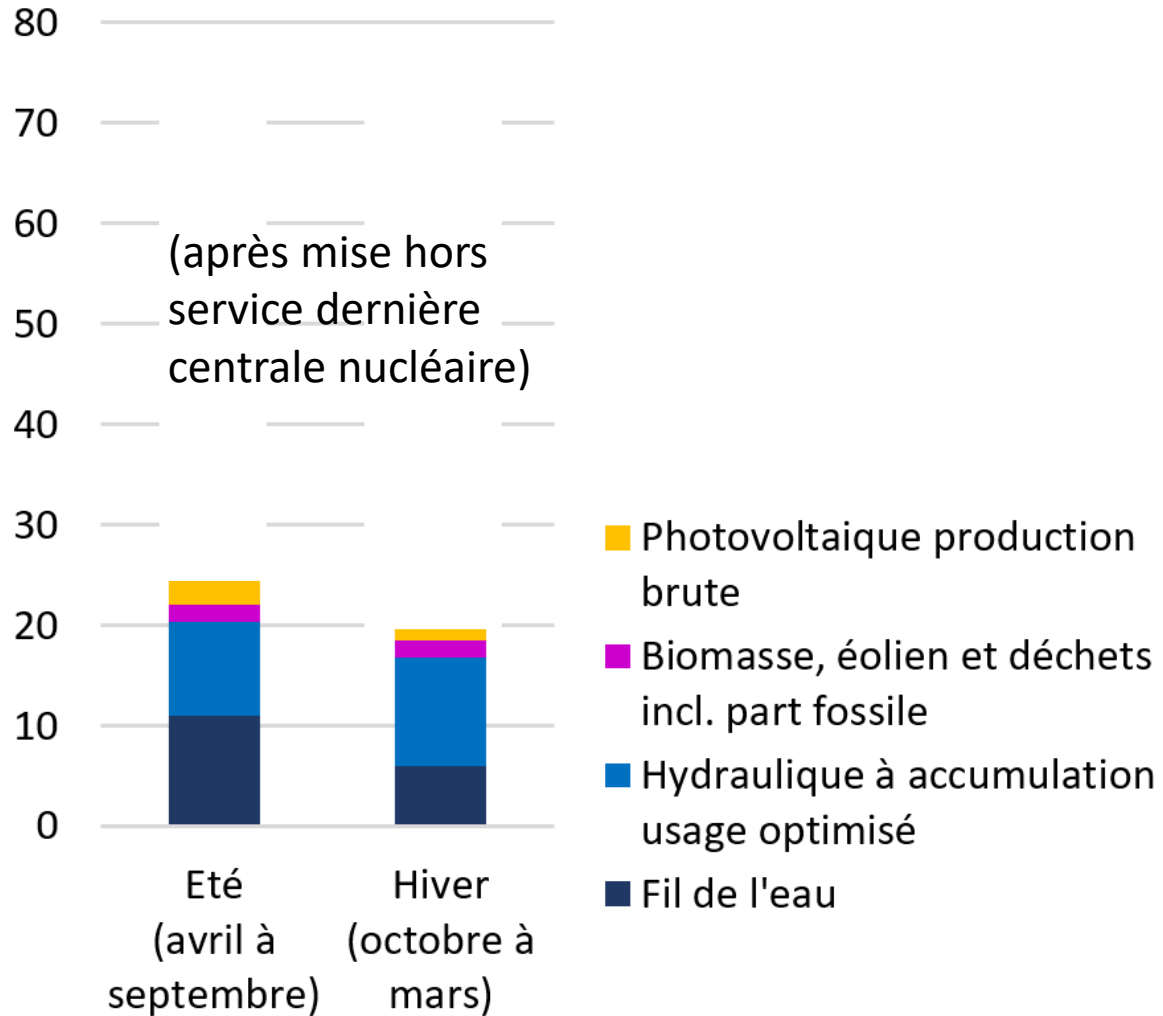 80
70
60
(après mise hors
service dernière
50
centrale nucléaire)
40
30
20
10
0
Eté
(avril à
septembre)
Hiver
(octobre à
mars)
Photovoltaique production
brute
Biomasse, éolien et déchets
incl. part fossile
Hydraulique à accumulation
usage optimisé
Fil de l'eau